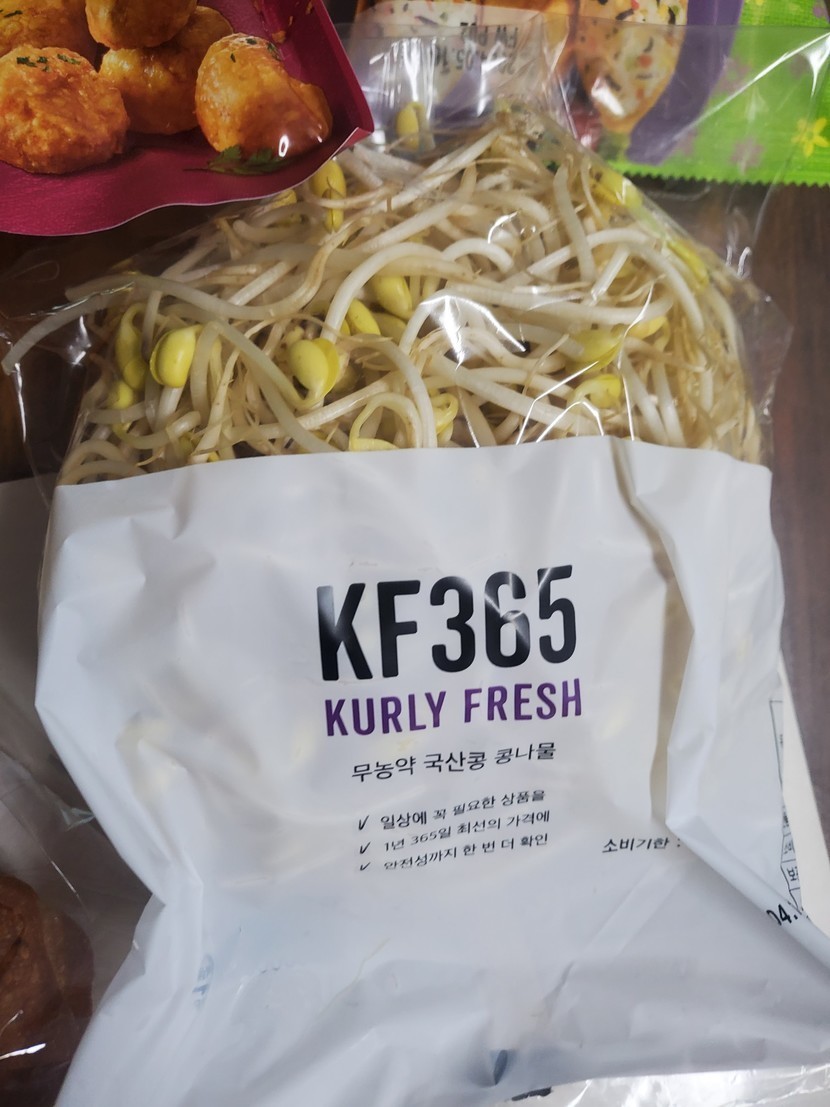 KF365
KURLY FRESH
무농약 국산콩 콩나물
✓ 일상에 꼭 필요한 상품을
✓ 1년 365일 최선의 가격에
✓ 안전성까지 한 번 더 확인
소비기한 :
04.